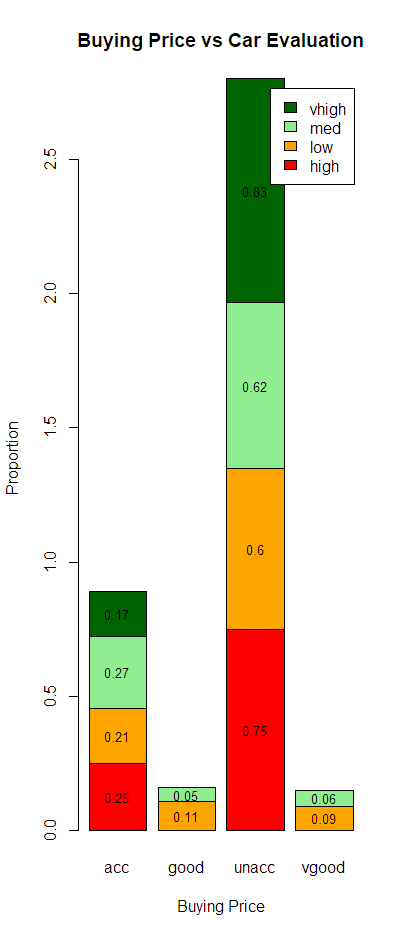 Buying Price vs Car Evaluation
vhigh
med
low
high
Proportion
2.5
2.0
1.5
1.0
0.5
0.0
0.17
0.27
0.21
0.25
0.05
0.11
0.83
0.62
0.6
0.75
0.06
0.09
acc good unacc vgood
Buying Price